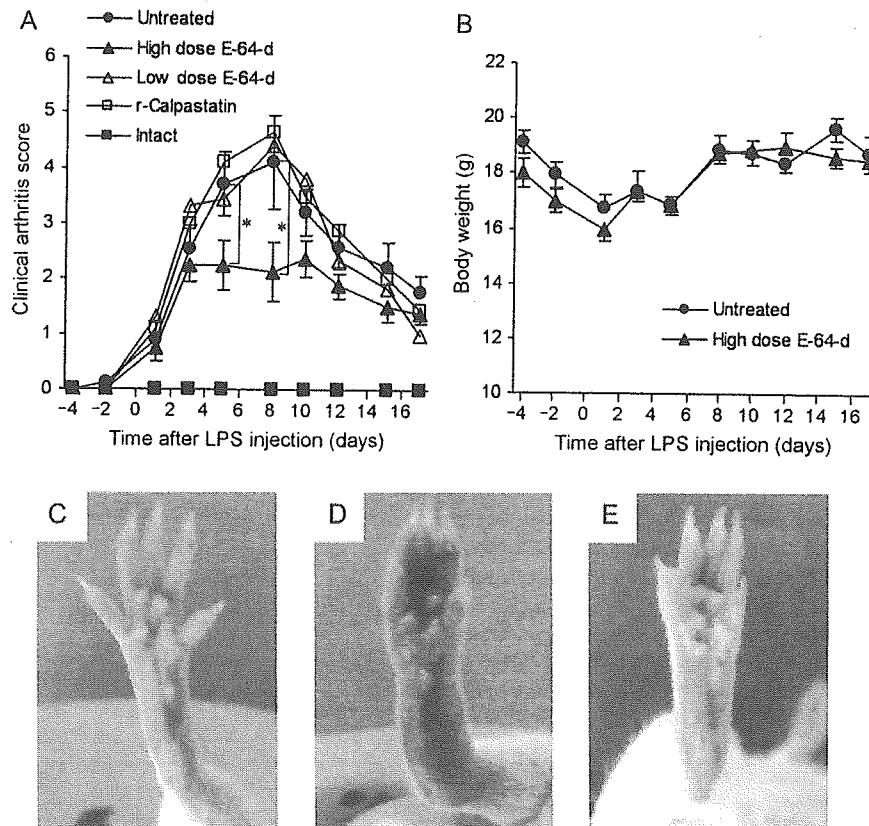 A
Untreated
High dose E-64-d
Low dose E-64-d
r-Calpastatin
Intact
6
5
4
3
2
1
0
Clinical arthritis score
* *
-4 -2 0 2 4 6 8 10 12 14 16
Time after LPS injection (days)
B
22
20
18
16
14
12
10
Body weight (g)
Untreated
High dose E-64-d
-4 -2 0 2 4 6 8 10 12 14 16
Time after LPS injection (days)
C
D
E